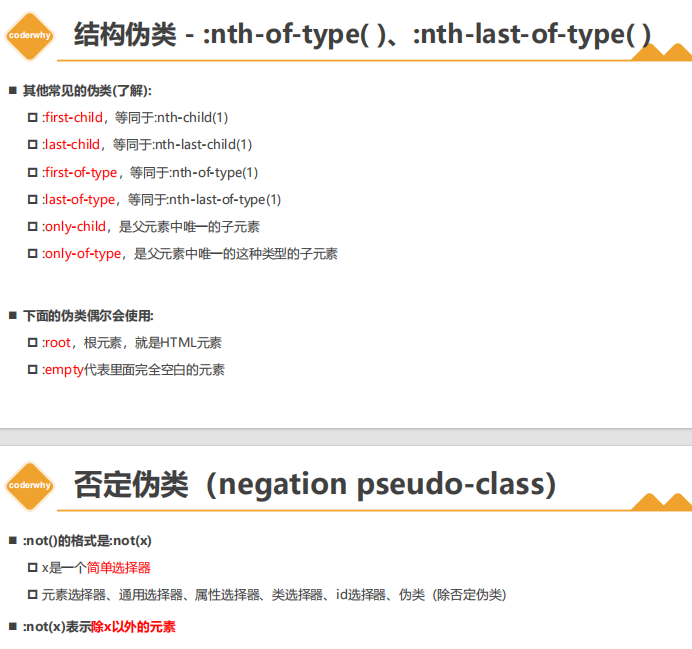 coderwhy
结构伪类 - :nth-of-type( )、:nth-last-of-type( )
■ 其他常见的伪类(了解):
:first-child，等同于:nth-child(1)
:last-child，等同于:nth-last-child(1)
:first-of-type，等同于:nth-of-type(1)
:last-of-type，等同于:nth-last-of-type(1)
:only-child，是父元素中唯一的子元素
:only-of-type，是父元素中唯一的这种类型的子元素
■ 下面的伪类偶尔会使用:
:root，根元素，就是HTML元素
:empty代表里面完全空白的元素
coderwhy
否定伪类（negation pseudo-class）
■ :not()的格式是:not(x)
x是一个简单选择器
元素选择器、通用选择器、属性选择器、类选择器、id选择器、伪类（除否定伪类）
■ :not(x)表示除x以外的元素